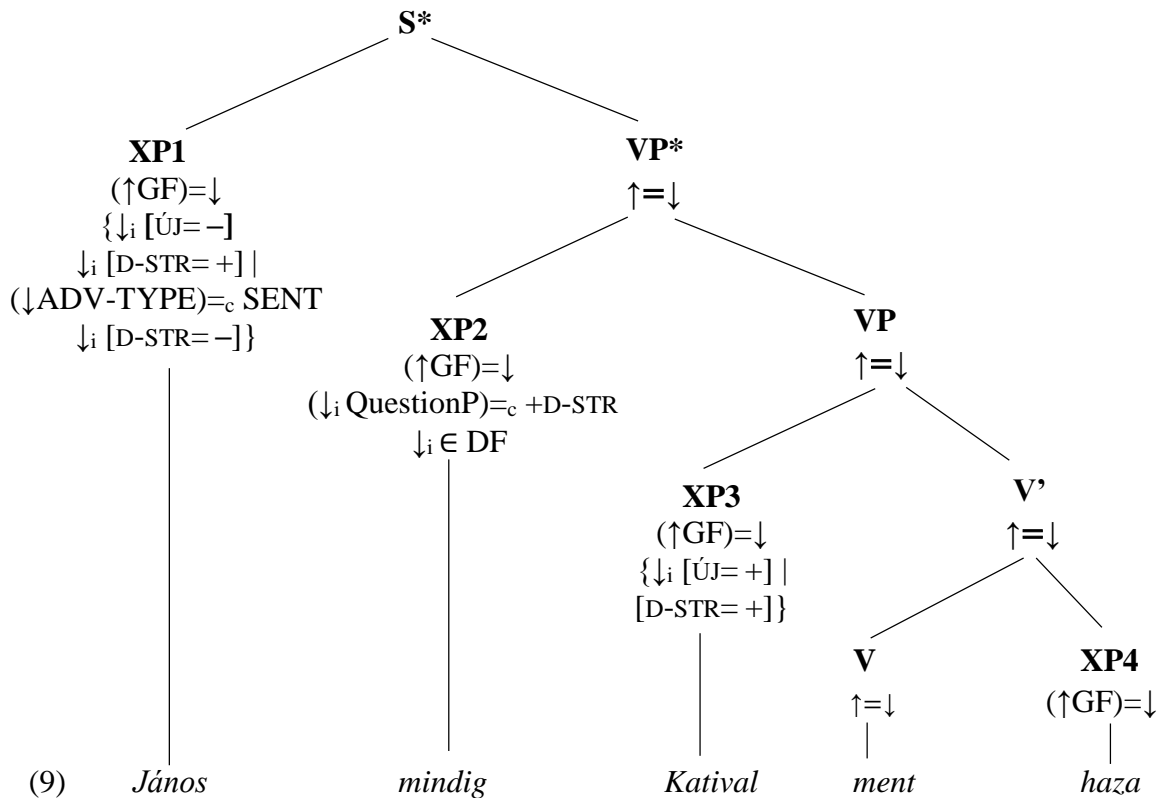 S*
XP1
(↑GF)=↓
{↓i [ÚJ= –]
↓i [D-STR= +] |
(↓ADV-TYPE)=c SENT
↓i [D-STR= –]}
VP*
↑=↓
XP2
(↑GF)=↓
(↓i QuestionP)=c +D-STR
↓i ∈ DF
VP
↑=↓
XP3
(↑GF)=↓
{↓i [ÚJ= +] |
[D-STR= +]}
V’
↑=↓
V
↑=↓
XP4
(↑GF)=↓
(9) János mindig Katival ment haza